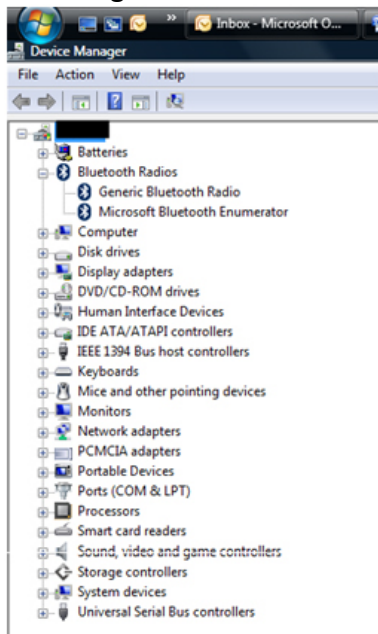 Inbox - Microsoft O...
Device Manager
File Action View Help
Batteries
Bluetooth Radios
Generic Bluetooth Radio
Microsoft Bluetooth Enumerator
Computer
Disk drives
Display adapters
DVD/CD-ROM drives
Human Interface Devices
IDE ATA/ATAPI controllers
IEEE 1394 Bus host controllers
Keyboards
Mice and other pointing devices
Monitors
Network adapters
PCMCIA adapters
Portable Devices
Ports (COM & LPT)
Processors
Smart card readers
Sound, video and game controllers
Storage controllers
System devices
Universal Serial Bus controllers